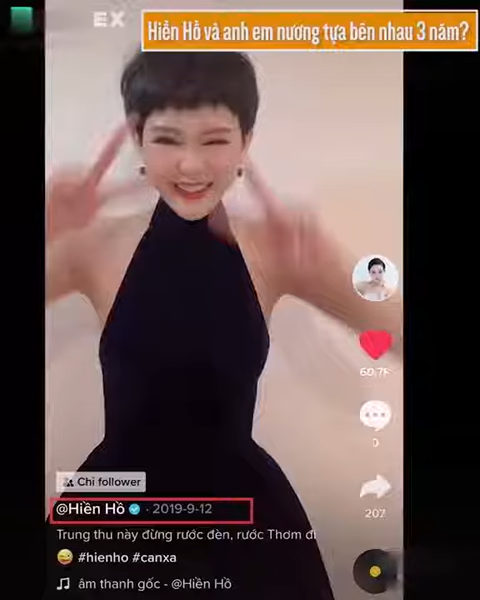 EX
Hiền Hồ và anh em nương tựa bên nhau 3 năm?
60,7K
0
207
Chỉ follower
@Hiền Hồ · 2019-9-12
Trung thu này đừng rước đèn, rước Thơm đi
😜 #hienho #canxa
♫ âm thanh gốc - @Hiền Hồ